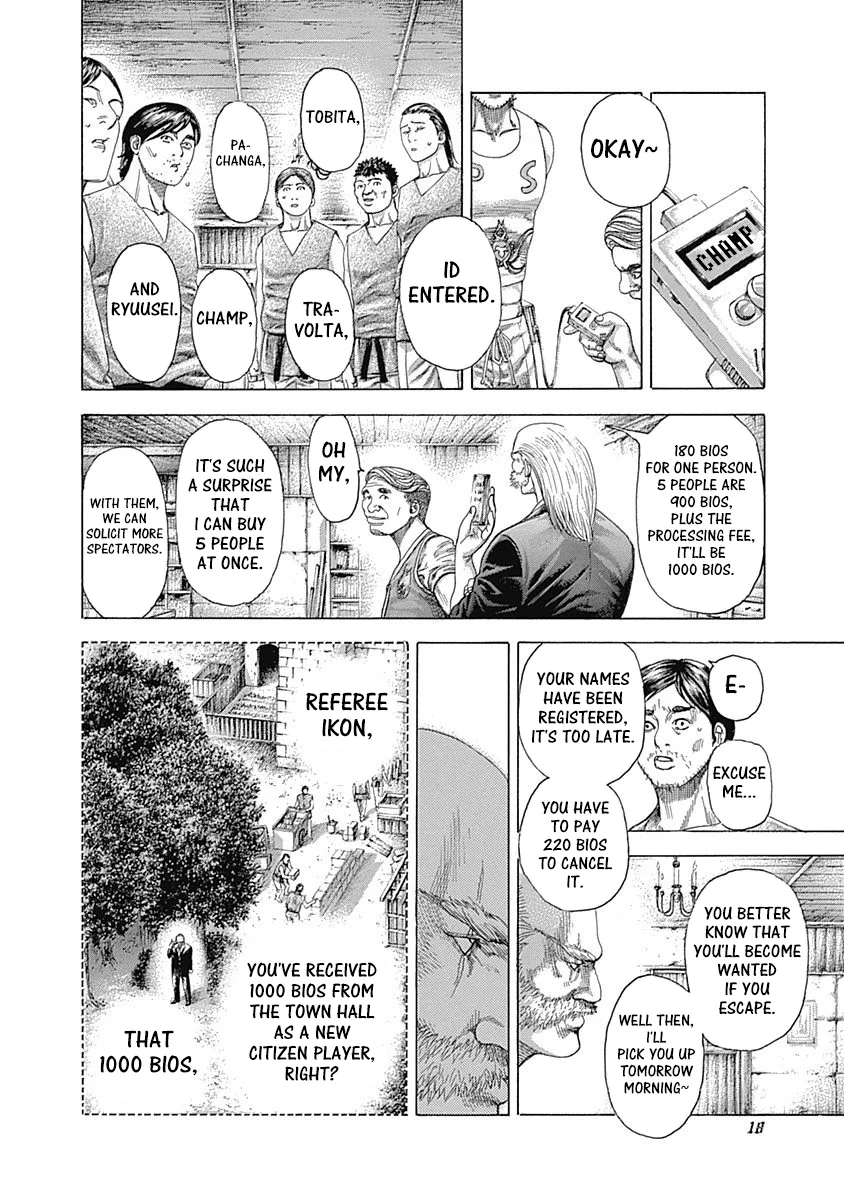 OKAY~
CHAMP
P S
ID
ENTERED.
TOBITA,
PA-
CHANGA,
TRA-
VOLTA,
CHAMP,
AND
RYUUSEI.
180 BIOS
FOR ONE PERSON.
5 PEOPLE ARE
900 BIOS,
PLUS THE
PROCESSING FEE,
IT'LL BE
1000 BIOS.
OH
MY,
IT'S SUCH
A SURPRISE
THAT
I CAN BUY
5 PEOPLE
AT ONCE.
WITH THEM,
WE CAN
SOLICIT MORE
SPECTATORS.
E-
EXCUSE
ME...
YOUR NAMES
HAVE BEEN
REGISTERED,
IT'S TOO LATE.
YOU HAVE
TO PAY
220 BIOS
TO CANCEL
IT.
YOU BETTER
KNOW THAT
YOU'LL BECOME
WANTED
IF YOU
ESCAPE.
WELL THEN,
I'LL
PICK YOU UP
TOMORROW
MORNING~
REFEREE
IKON,
YOU'VE RECEIVED
1000 BIOS FROM
THE TOWN HALL
AS A NEW
CITIZEN PLAYER,
RIGHT?
THAT
1000 BIOS,
18